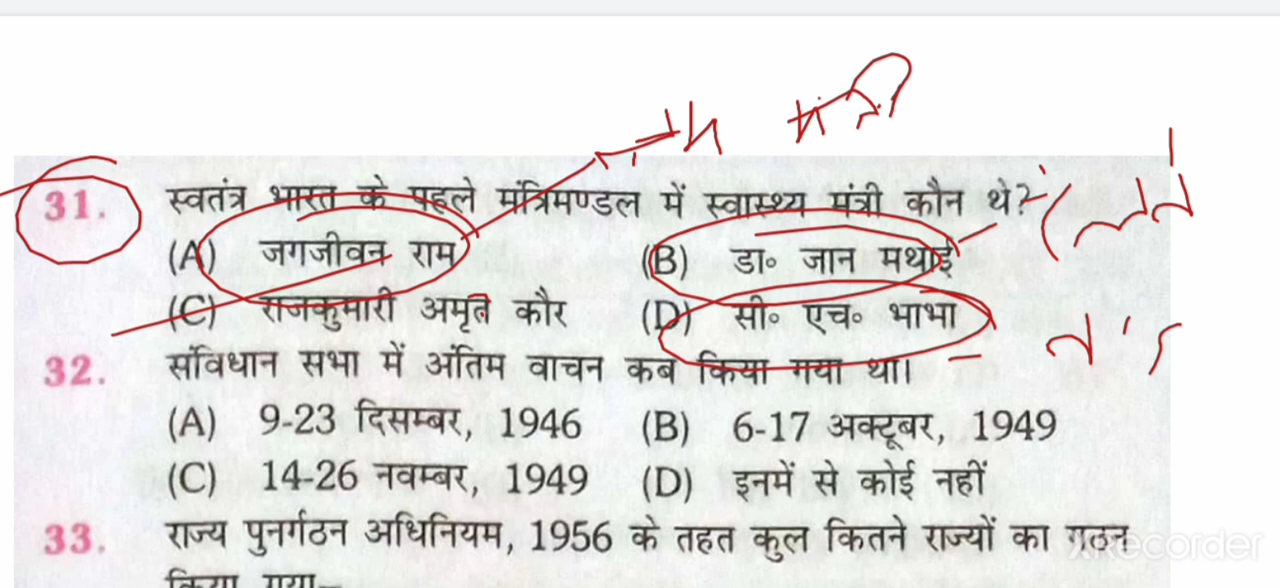 31. स्वतंत्र भारत के पहले मंत्रिमण्डल में स्वास्थ्य मंत्री कौन थे?
(A) जगजीवन राम (B) डा॰ जान मथाई
(C) राजकुमारी अमृत कौर (D) सी॰ एच॰ भाभा
32. संविधान सभा में अंतिम वाचन कब किया गया था।
(A) 9-23 दिसम्बर, 1946 (B) 6-17 अक्टूबर, 1949
(C) 14-26 नवम्बर, 1949 (D) इनमें से कोई नहीं
33. राज्य पुनर्गठन अधिनियम, 1956 के तहत कुल कितने राज्यों का गठन
किया गया–
XRecorder